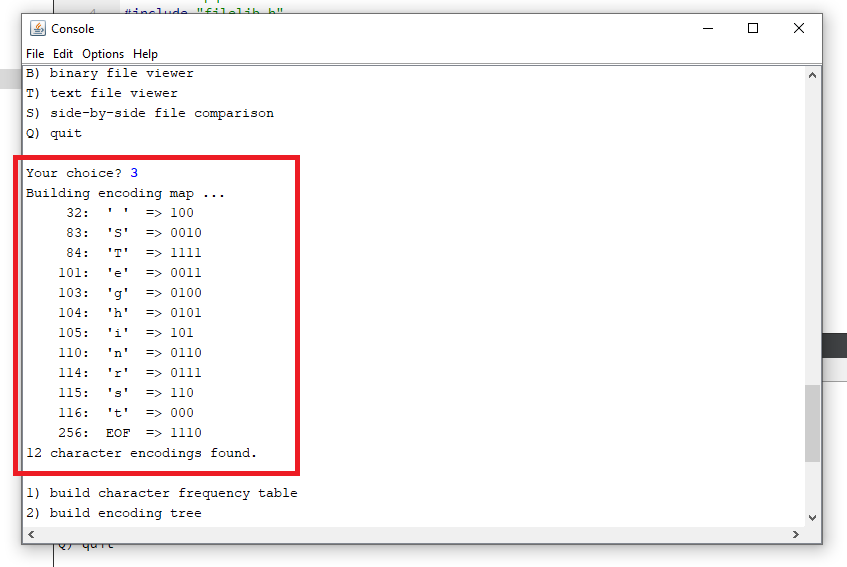 #include "filelib.h"
Console
File Edit Options Help
B) binary file viewer
T) text file viewer
S) side-by-side file comparison
Q) quit
Your choice? 3
Building encoding map ...
32: ' ' => 100
83: 'S' => 0010
84: 'T' => 1111
101: 'e' => 0011
103: 'g' => 0100
104: 'h' => 0101
105: 'i' => 101
110: 'n' => 0110
114: 'r' => 0111
115: 's' => 110
116: 't' => 000
256: EOF => 1110
12 character encodings found.
1) build character frequency table
2) build encoding tree
Q) quit